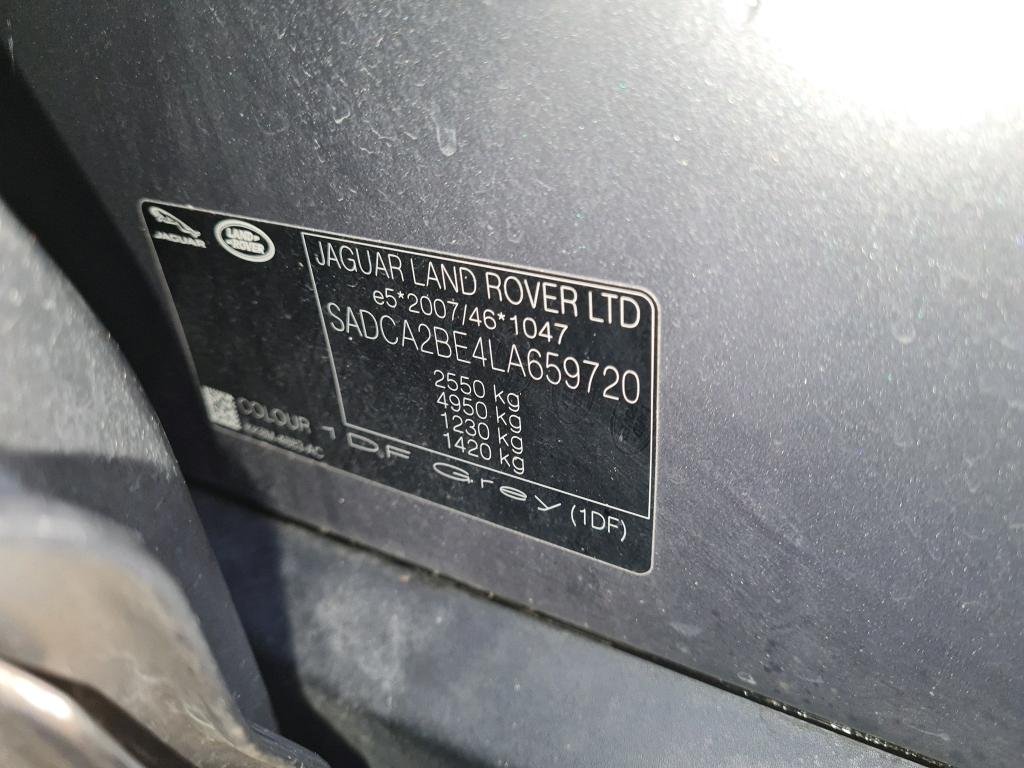 JAGUAR
LAND ROVER
JAGUAR LAND ROVER LTD
e5*2007/46*1047
SADCA2BE4LA659720
2550 kg
4950 kg
1230 kg
1420 kg
COLOUR
D.F Grey (1DF)